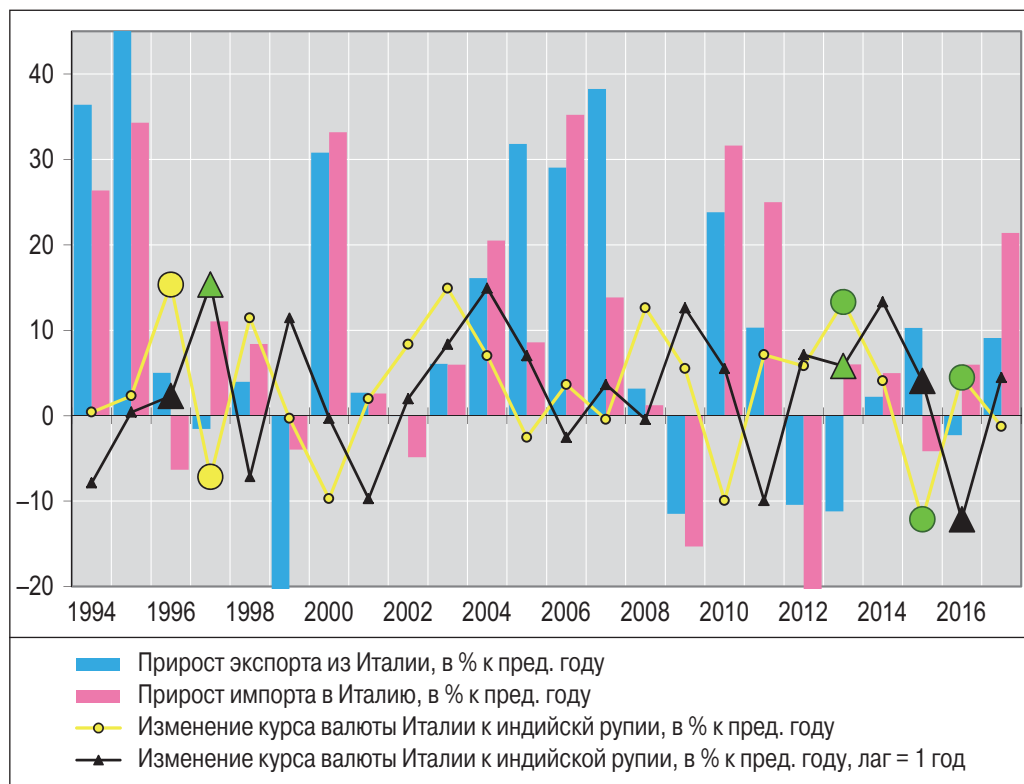 40
30
20
10
0
–10
–20
1994 1996 1998 2000 2002 2004 2006 2008 2010 2012 2014 2016
Прирост экспорта из Италии, в % к пред. году
Прирост импорта в Италию, в % к пред. году
Изменение курса валюты Италии к индийскй рупии, в % к пред. году
Изменение курса валюты Италии к индийской рупии, в % к пред. году, лаг = 1 год